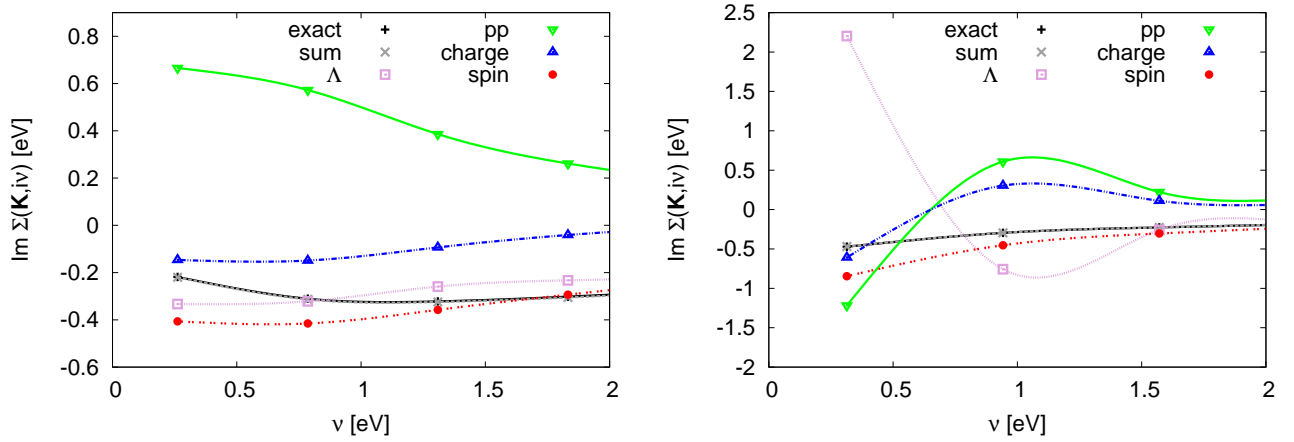 exact pp
sum charge
Λ spin
Im Σ(K,iν) [eV]
0.8
0.6
0.4
0.2
0
-0.2
-0.4
-0.6
0 0.5 1 1.5 2
ν [eV]
exact pp
sum charge
Λ spin
Im Σ(K,iν) [eV]
2.5
2
1.5
1
0.5
0
-0.5
-1
-1.5
-2
0 0.5 1 1.5 2
ν [eV]